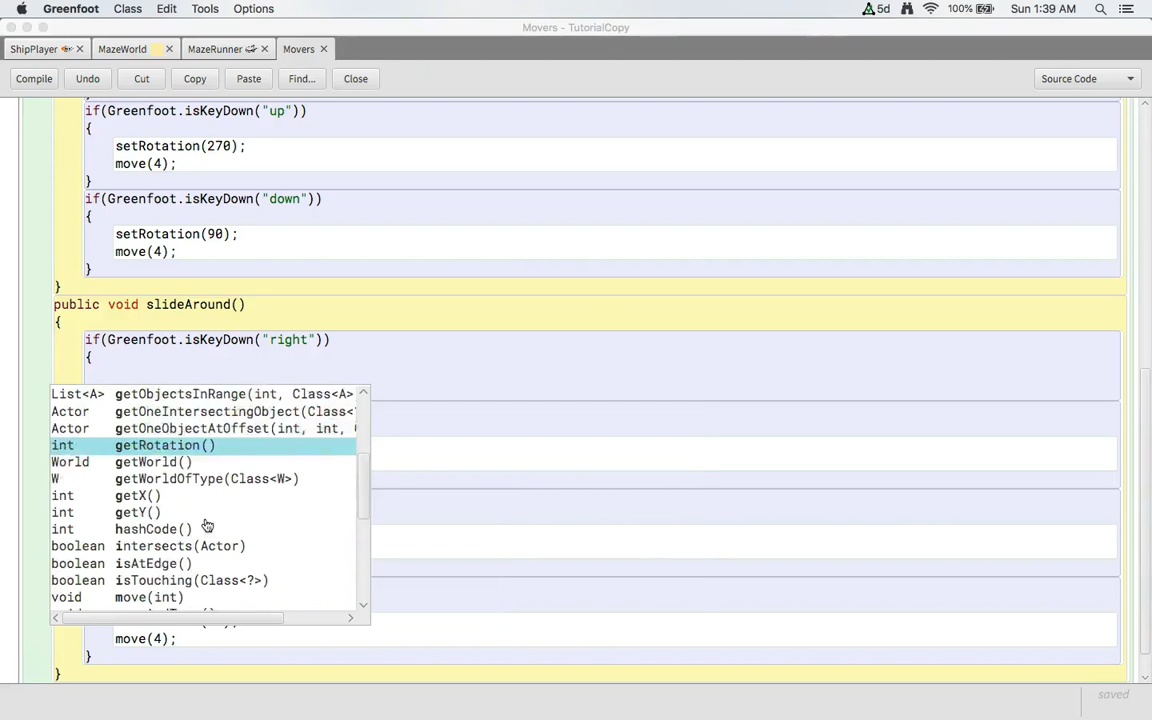 Greenfoot Class Edit Tools Options 5d 100% Sun 1:39 AM
Movers - TutorialCopy
ShipPlayer MazeWorld MazeRunner Movers
Compile Undo Cut Copy Paste Find... Close Source Code
if(Greenfoot.isKeyDown("up"))
{
setRotation(270);
move(4);
}
if(Greenfoot.isKeyDown("down"))
{
setRotation(90);
move(4);
}
}
public void slideAround()
{
if(Greenfoot.isKeyDown("right"))
{
List<A> getObjectsInRange(int, Class<A>
Actor getOneIntersectingObject(Class<
Actor getOneObjectAtOffset(int, int,
int getRotation()
World getWorld()
W getWorldOfType(Class<W>)
int getX()
int getY()
int hashCode()
boolean intersects(Actor)
boolean isAtEdge()
boolean isTouching(Class<?>)
void move(int)
move(4);
}
}
saved